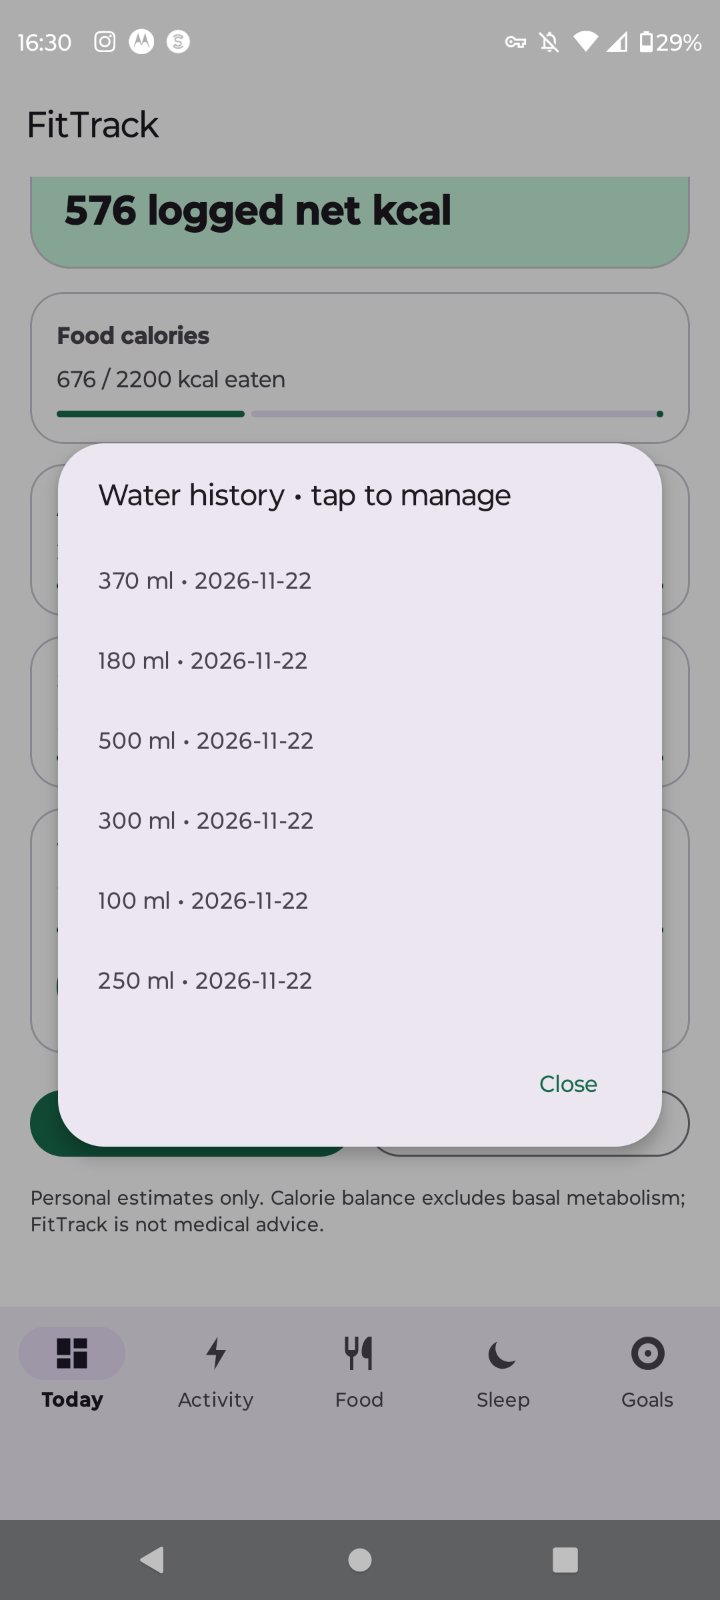 16:30
29%
FitTrack
576 logged net kcal
Food calories
676 / 2200 kcal eaten
Water history • tap to manage
370 ml • 2026-11-22
180 ml • 2026-11-22
500 ml • 2026-11-22
300 ml • 2026-11-22
100 ml • 2026-11-22
250 ml • 2026-11-22
Close
Personal estimates only. Calorie balance excludes basal metabolism;
FitTrack is not medical advice.
Today
Activity
Food
Sleep
Goals